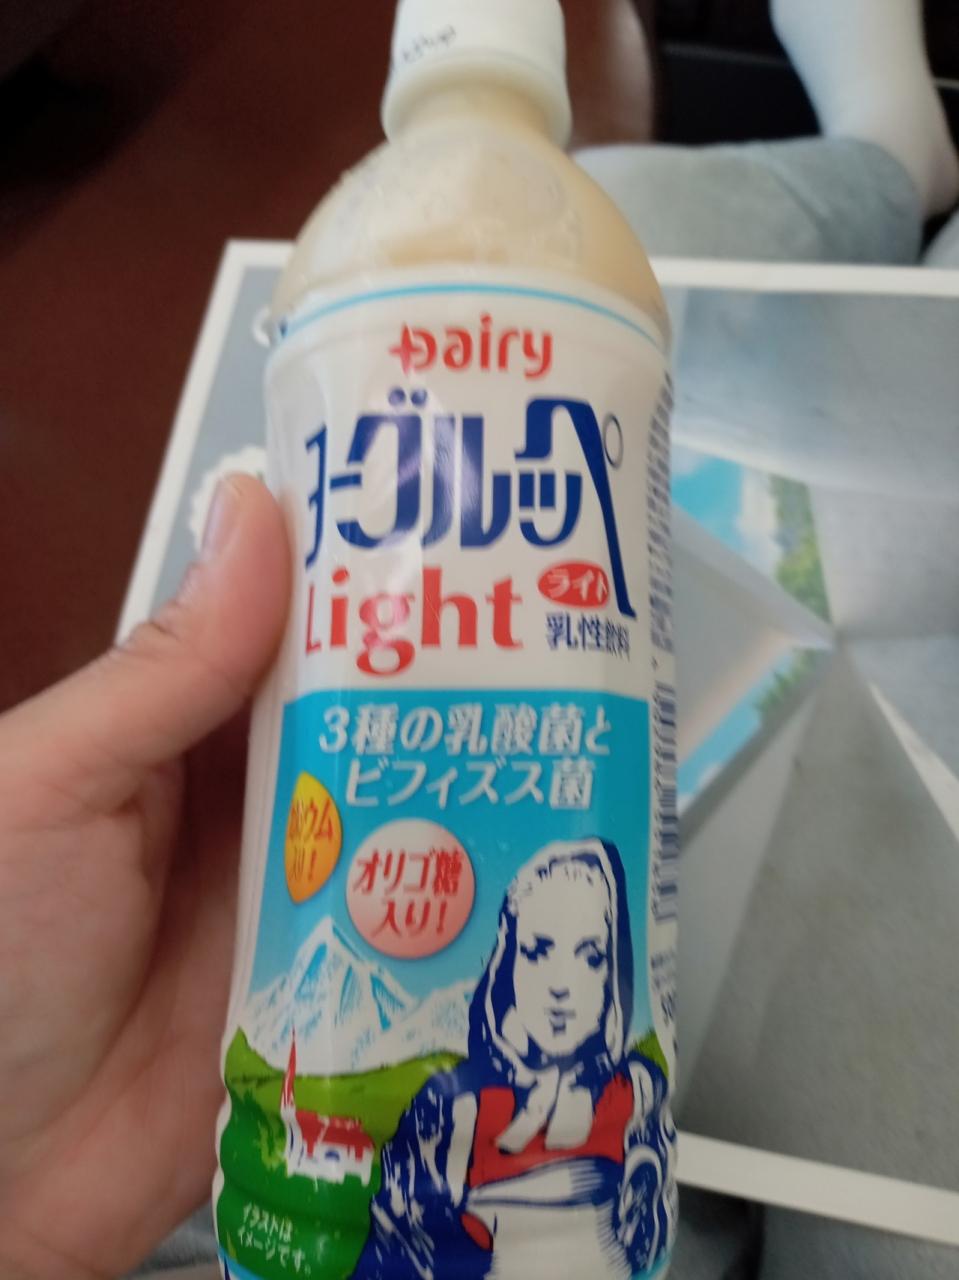 Dairy
ヨーグルッペ
Light ライト
乳性飲料
3種の乳酸菌と
ビフィズス菌
オリゴ糖
入り!
イラストは
イメージです。